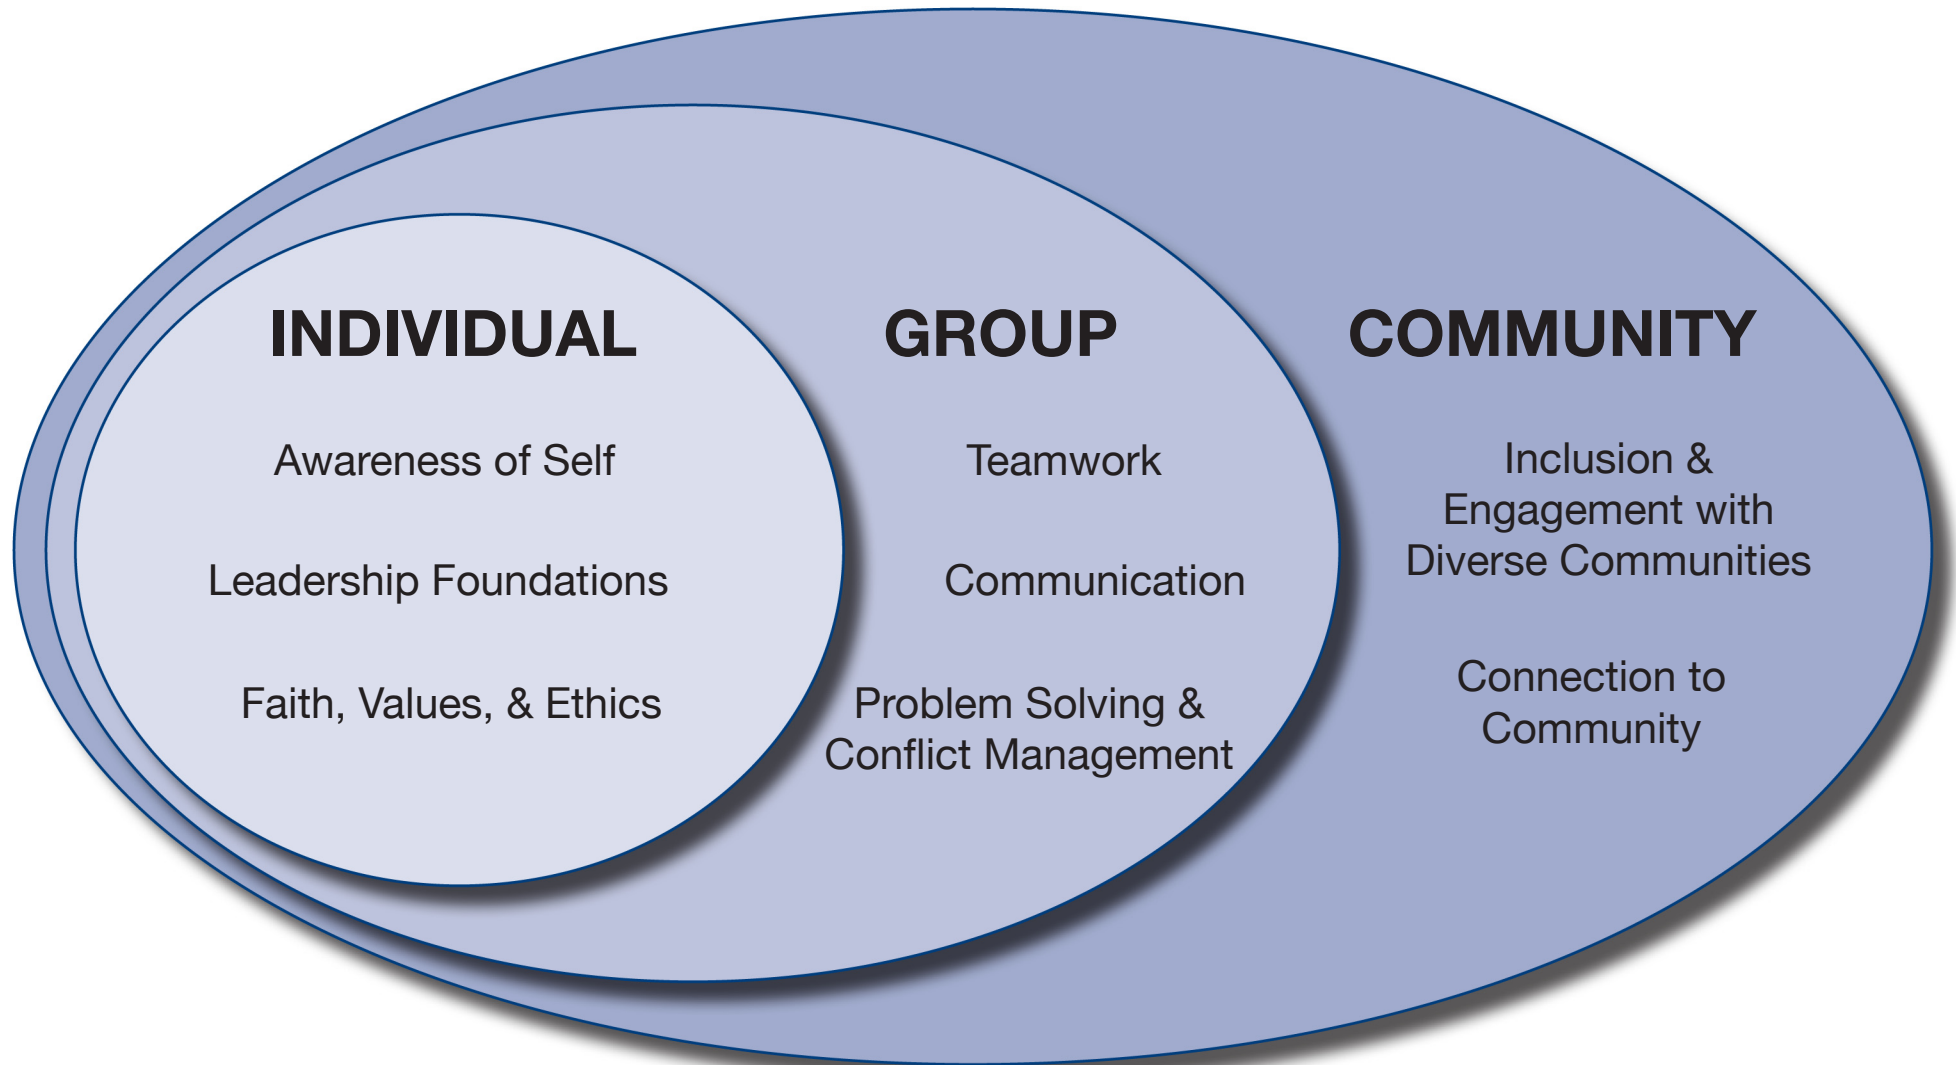 INDIVIDUAL
Awareness of Self
Leadership Foundations
Faith, Values, & Ethics
GROUP
Teamwork
Communication
Problem Solving &
Conflict Management
COMMUNITY
Inclusion &
Engagement with
Diverse Communities
Connection to
Community